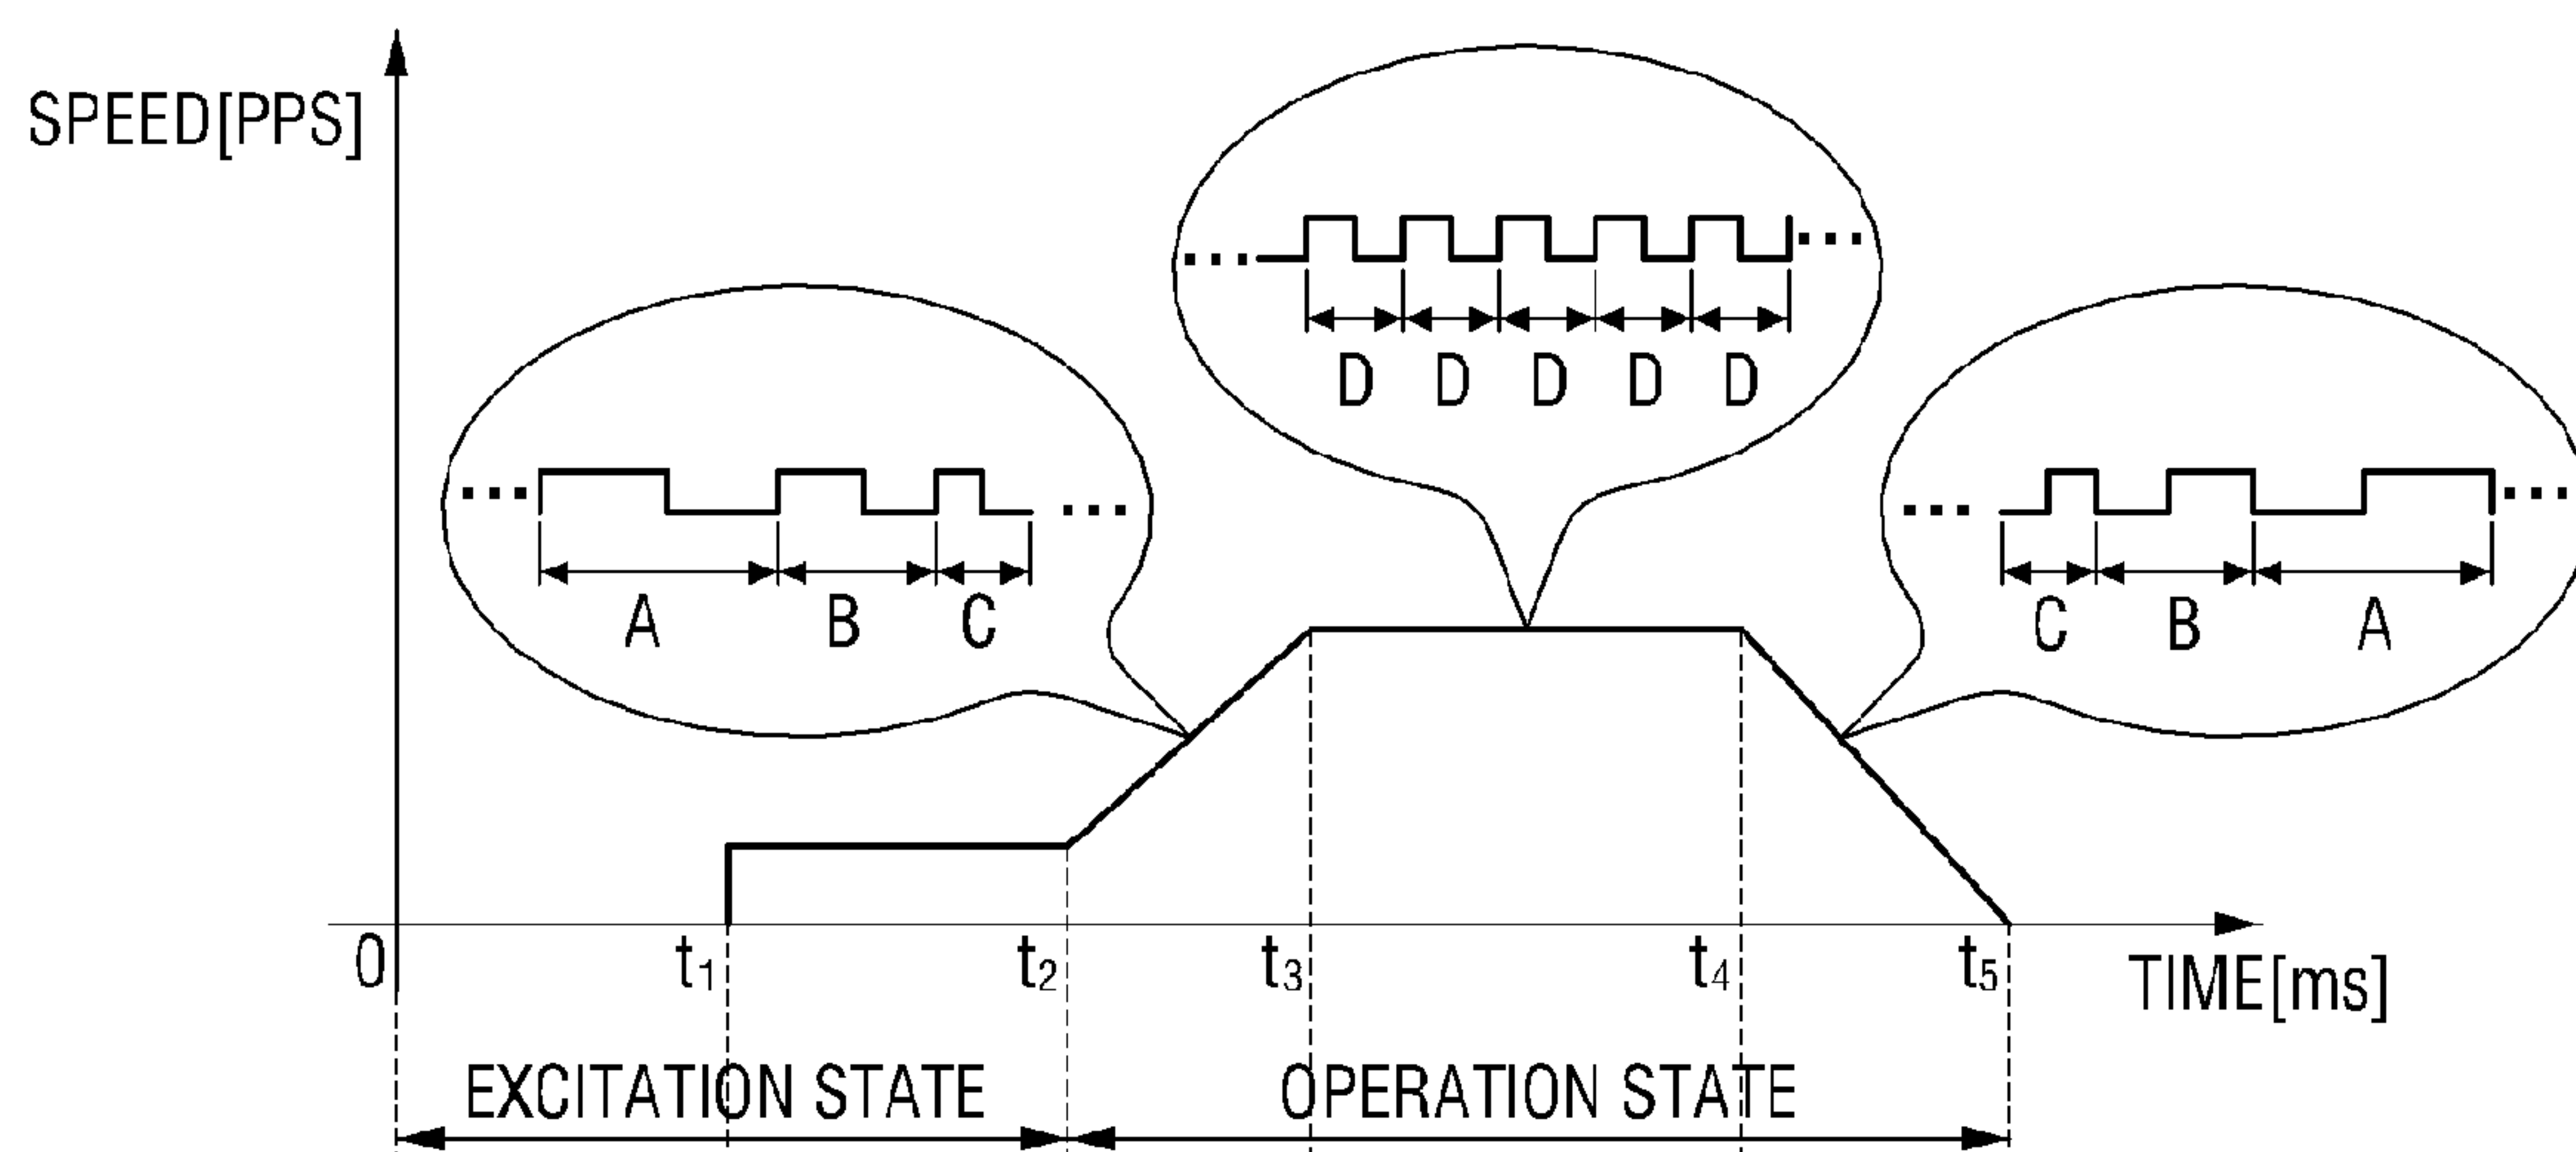 SPEED[PPS]
D D D D D
A B C
C B A
0 t1 t2 t3 t4 t5
TIME[ms]
EXCITATION STATE OPERATION STATE